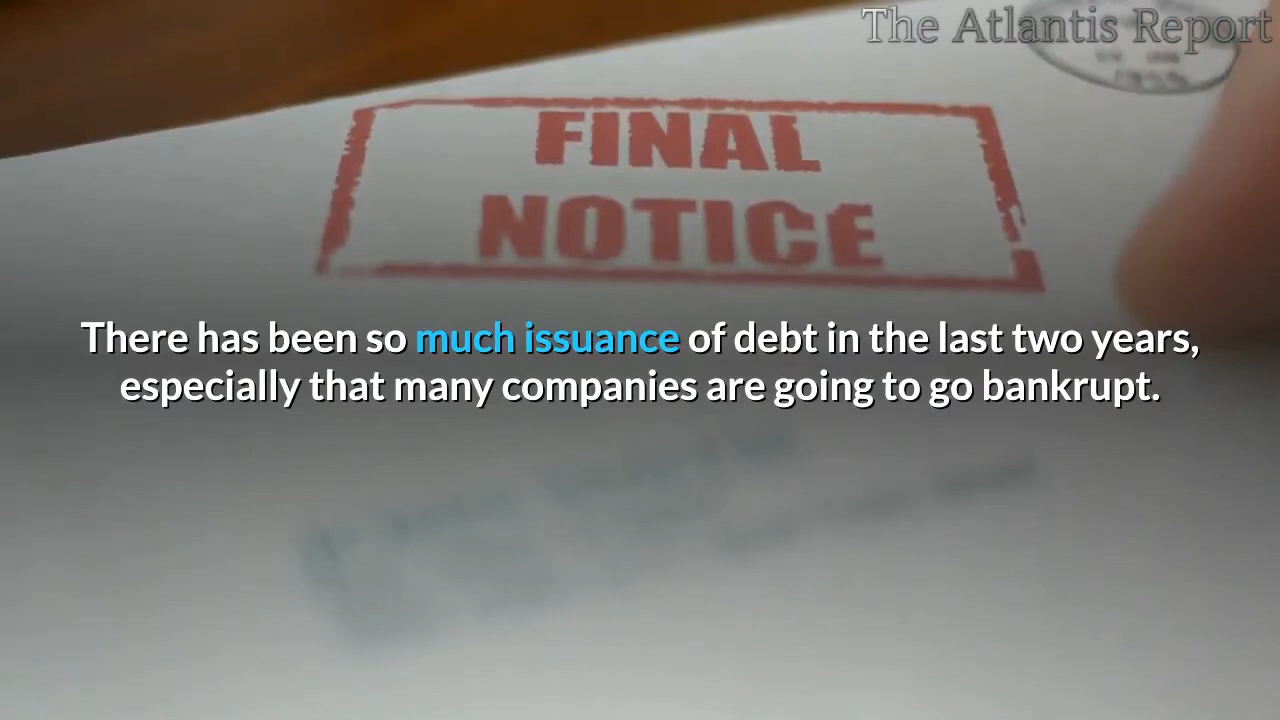 The Atlantis Report
FINAL
NOTICE
There has been so much issuance of debt in the last two years,
especially that many companies are going to go bankrupt.